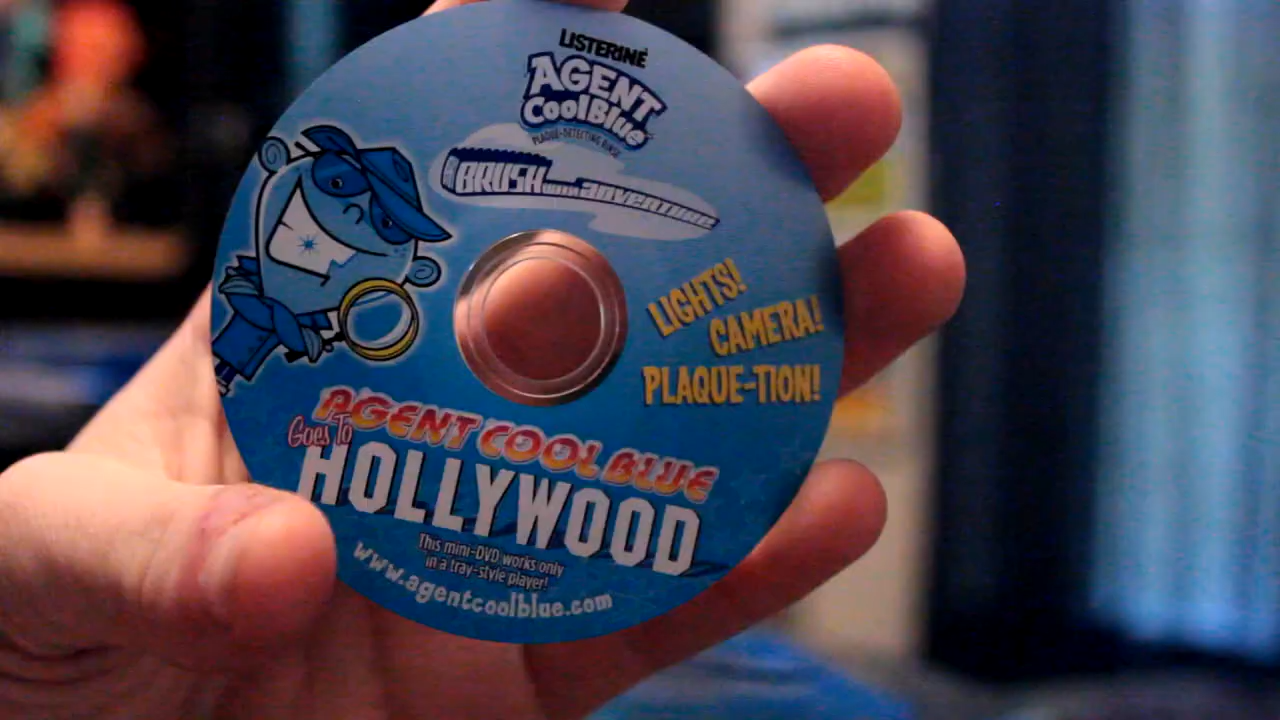 LISTERINE
AGENT
CoolBlue
PLAQUE-DETECTING RINSE
BRUSH WITH ADVENTURE
LIGHTS!
CAMERA!
PLAQUE-TION!
AGENT COOL BLUE
Goes To
HOLLYWOOD
This mini-DVD works only
in a tray-style player!
www.agentcoolblue.com